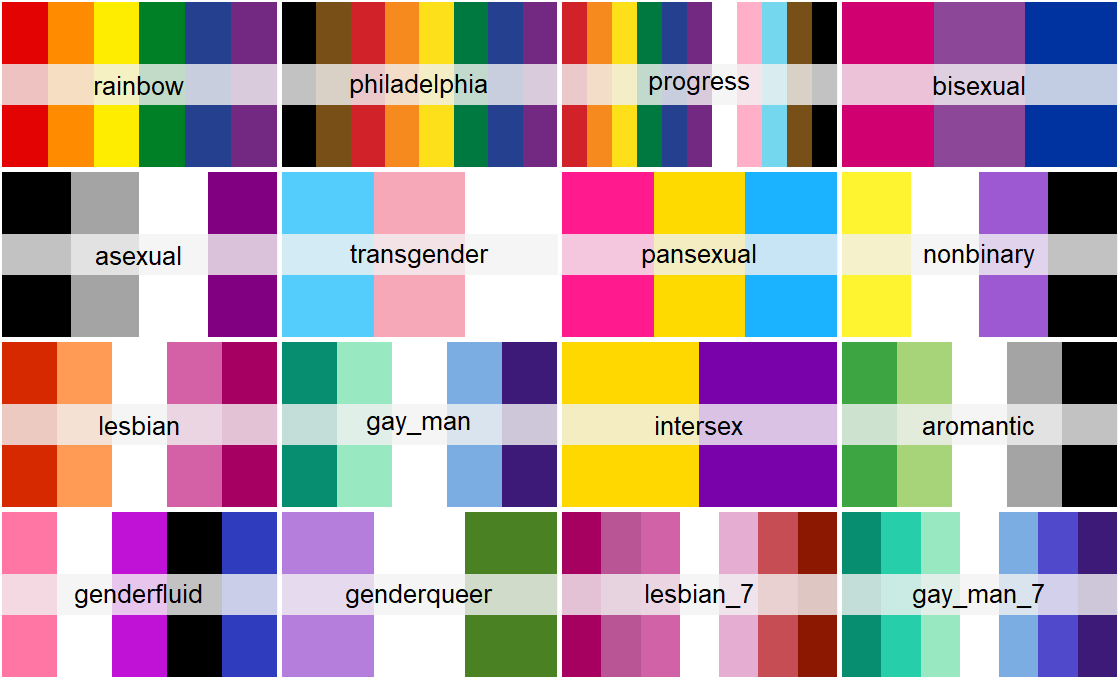 rainbow
philadelphia
progress
bisexual
asexual
transgender
pansexual
nonbinary
lesbian
gay_man
intersex
aromantic
genderfluid
genderqueer
lesbian_7
gay_man_7